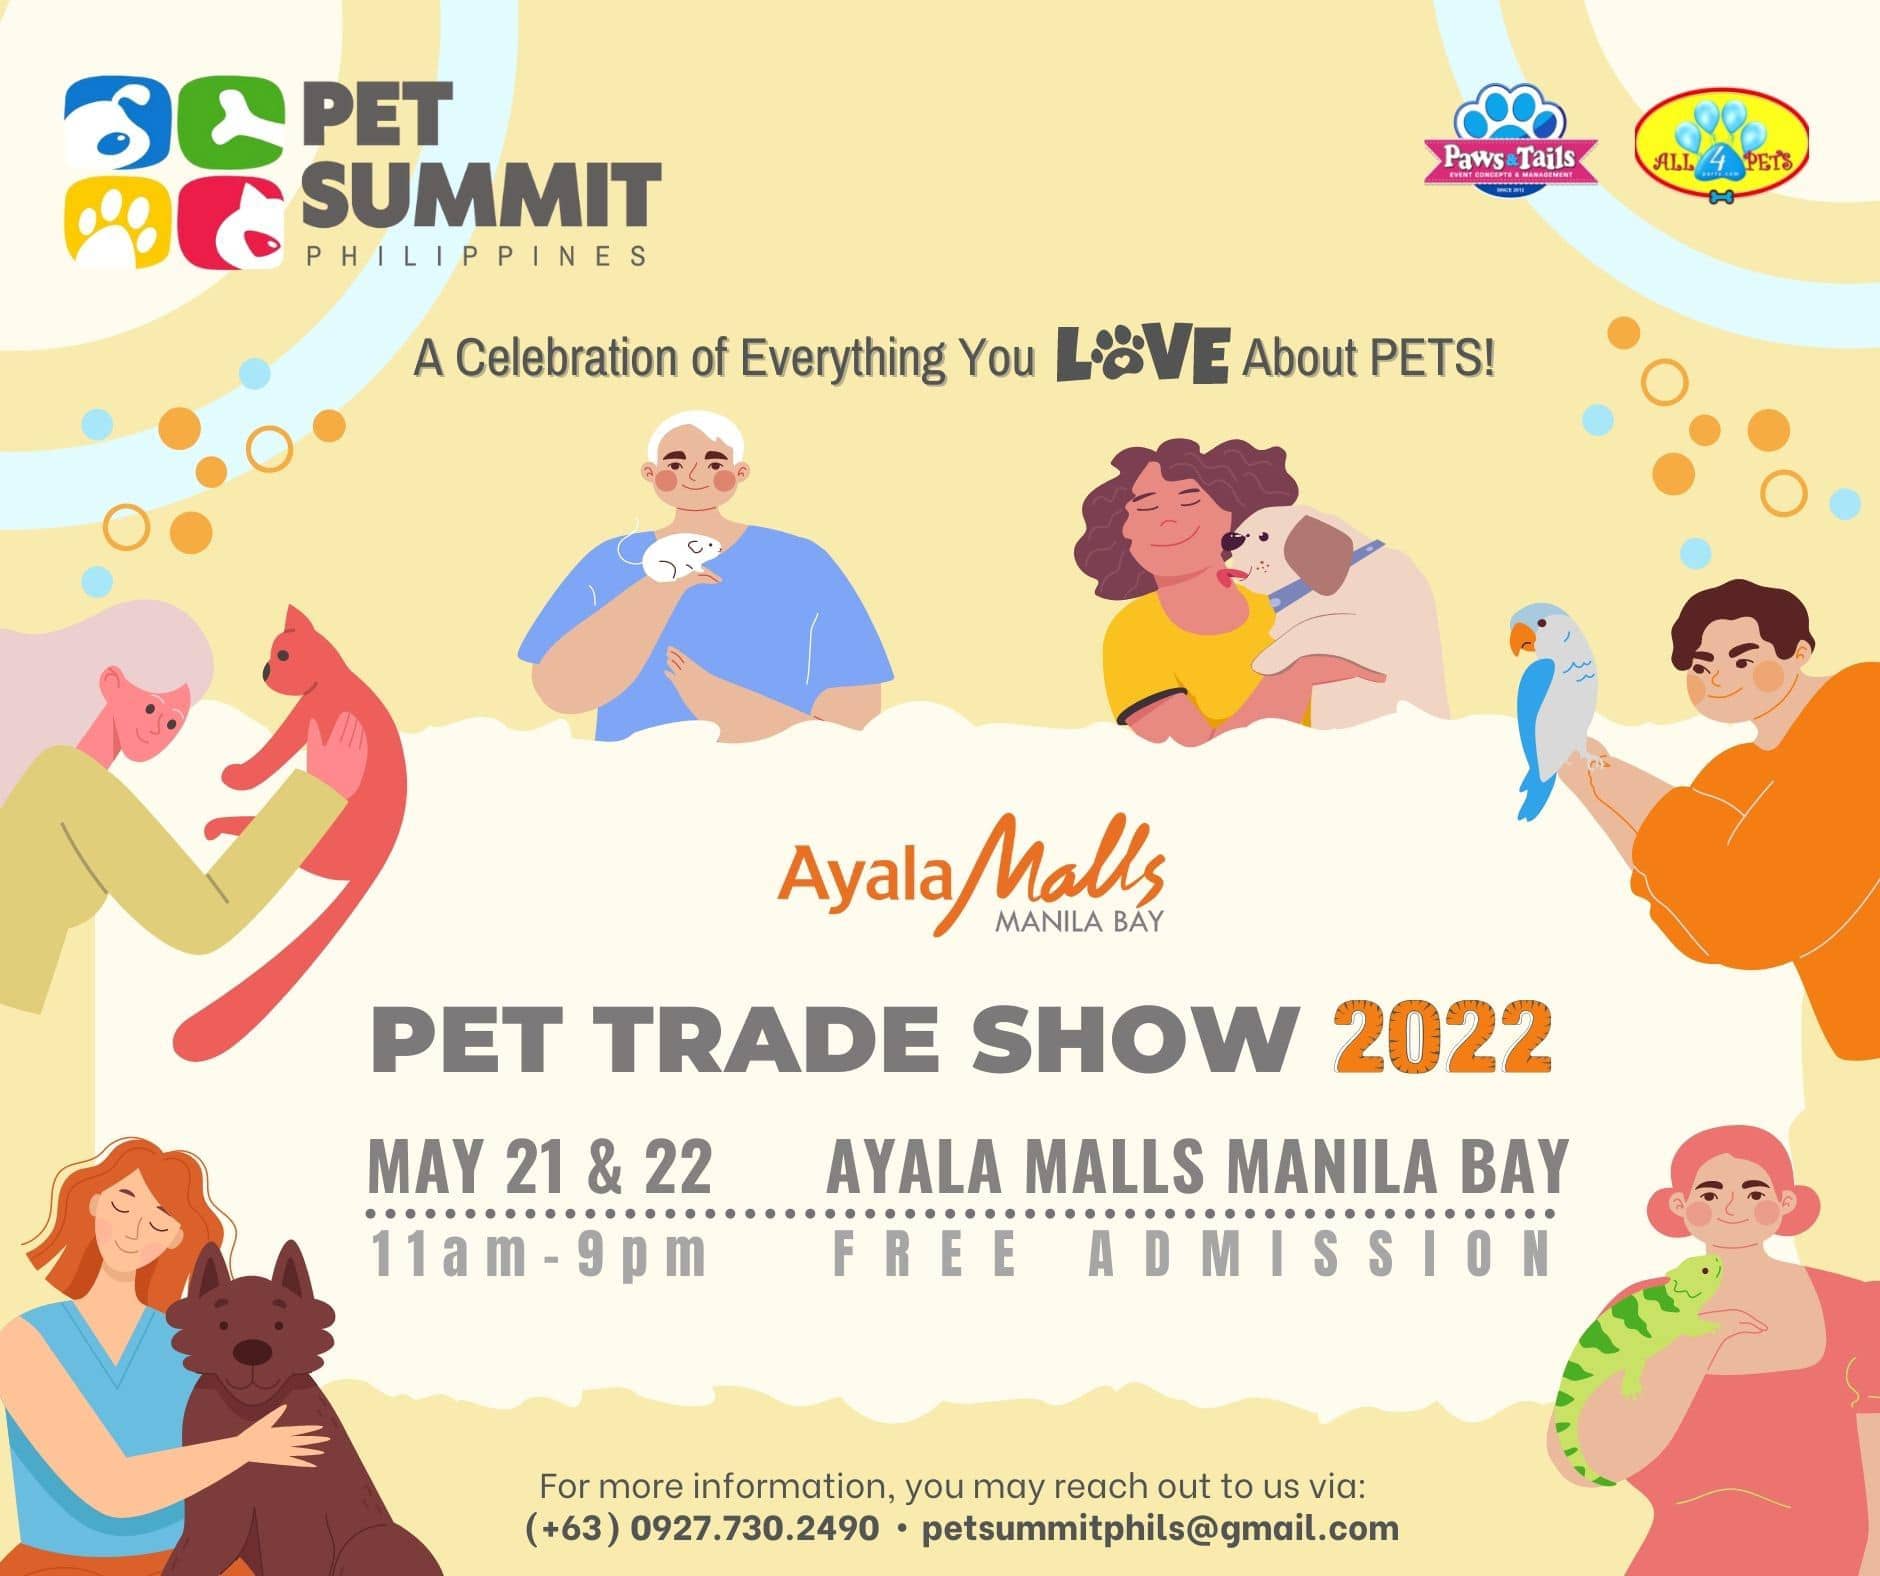 PET
SUMMIT
PHILIPPINES
Paws & Tails
EVENT CONCEPTS & MANAGEMENT
SINCE 2012
ALL 4 PETS
A Celebration of Everything You LOVE About PETS!
Ayala Malls
MANILA BAY
PET TRADE SHOW 2022
MAY 21 & 22 AYALA MALLS MANILA BAY
11am-9pm FREE ADMISSION
For more information, you may reach out to us via:
(+63) 0927.730.2490 • petsummitphils@gmail.com